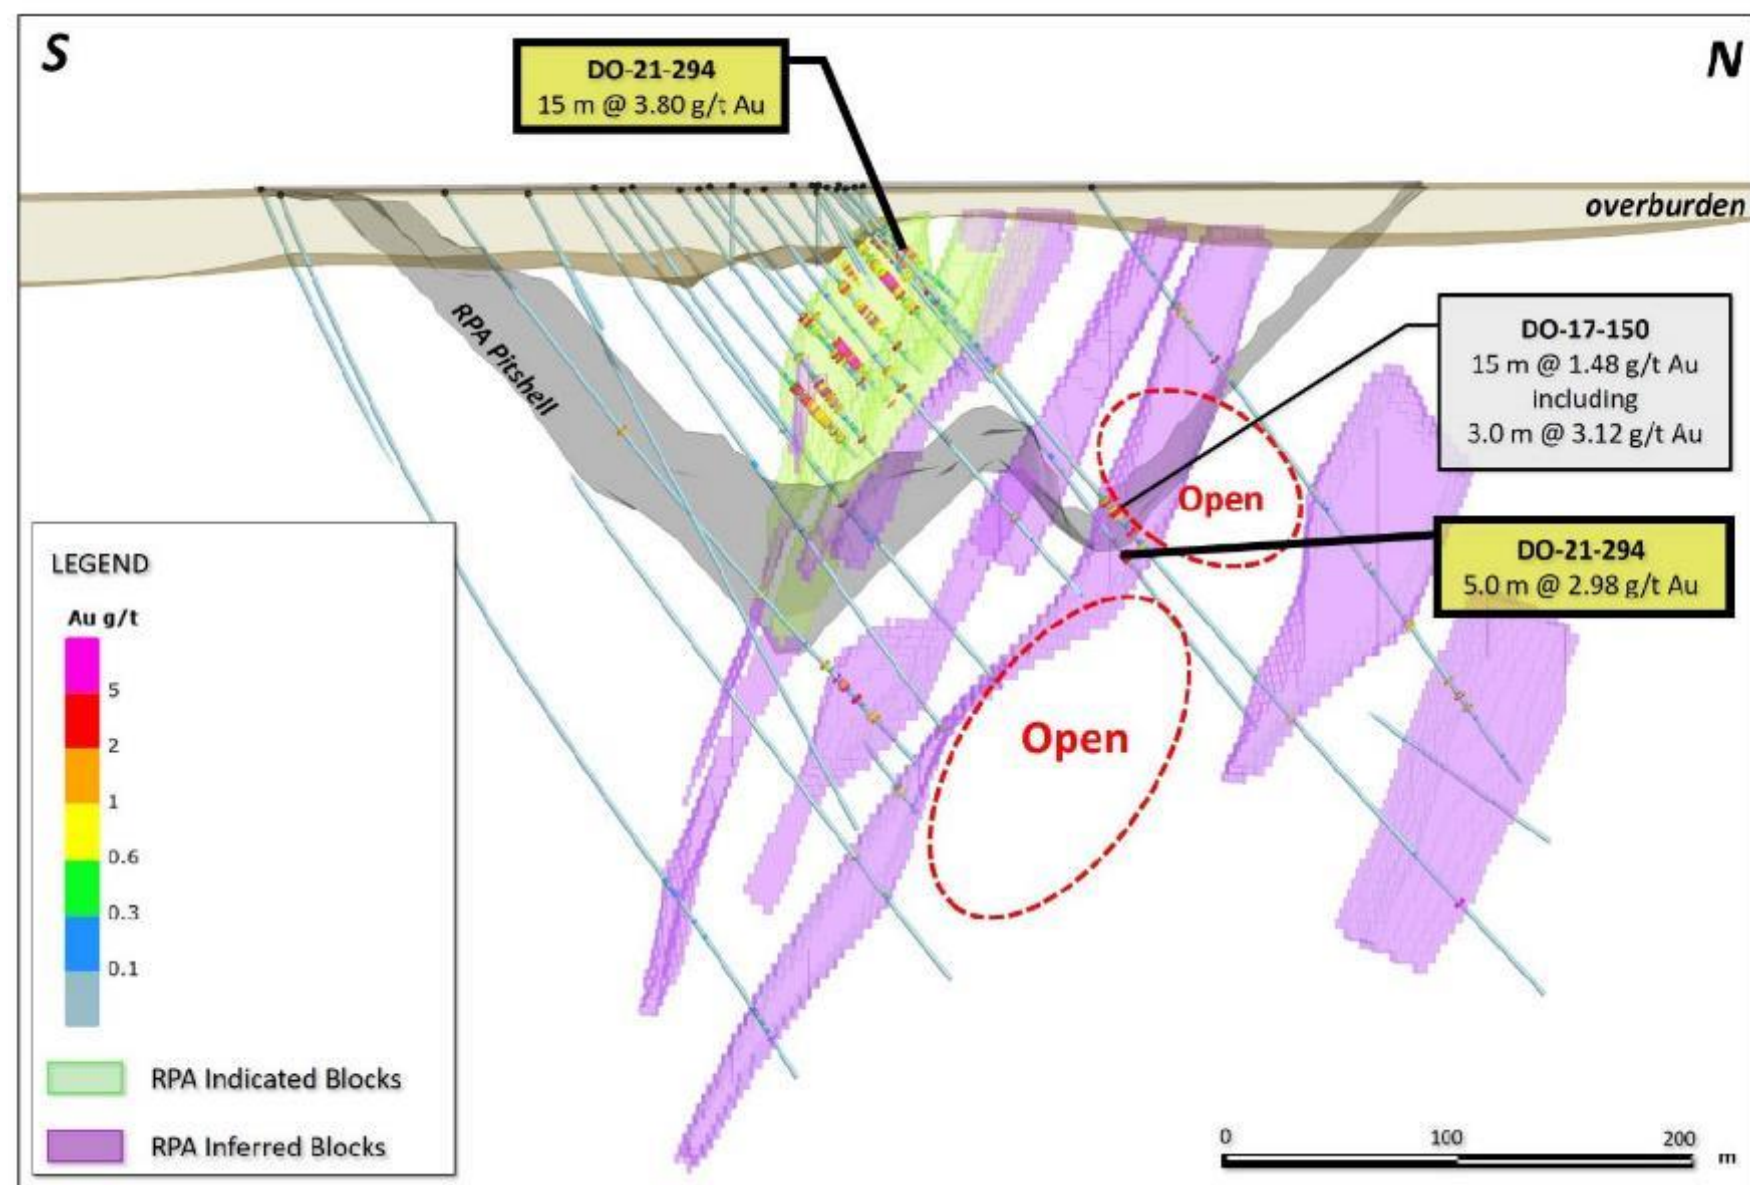 S
N
DO-21-294
15 m @ 3.80 g/t Au
overburden
RPA Pitshell
DO-17-150
15 m @ 1.48 g/t Au
including
3.0 m @ 3.12 g/t Au
Open
DO-21-294
5.0 m @ 2.98 g/t Au
Open
LEGEND
Au g/t
5
2
1
0.6
0.3
0.1
RPA Indicated Blocks
RPA Inferred Blocks
0 100 200 m